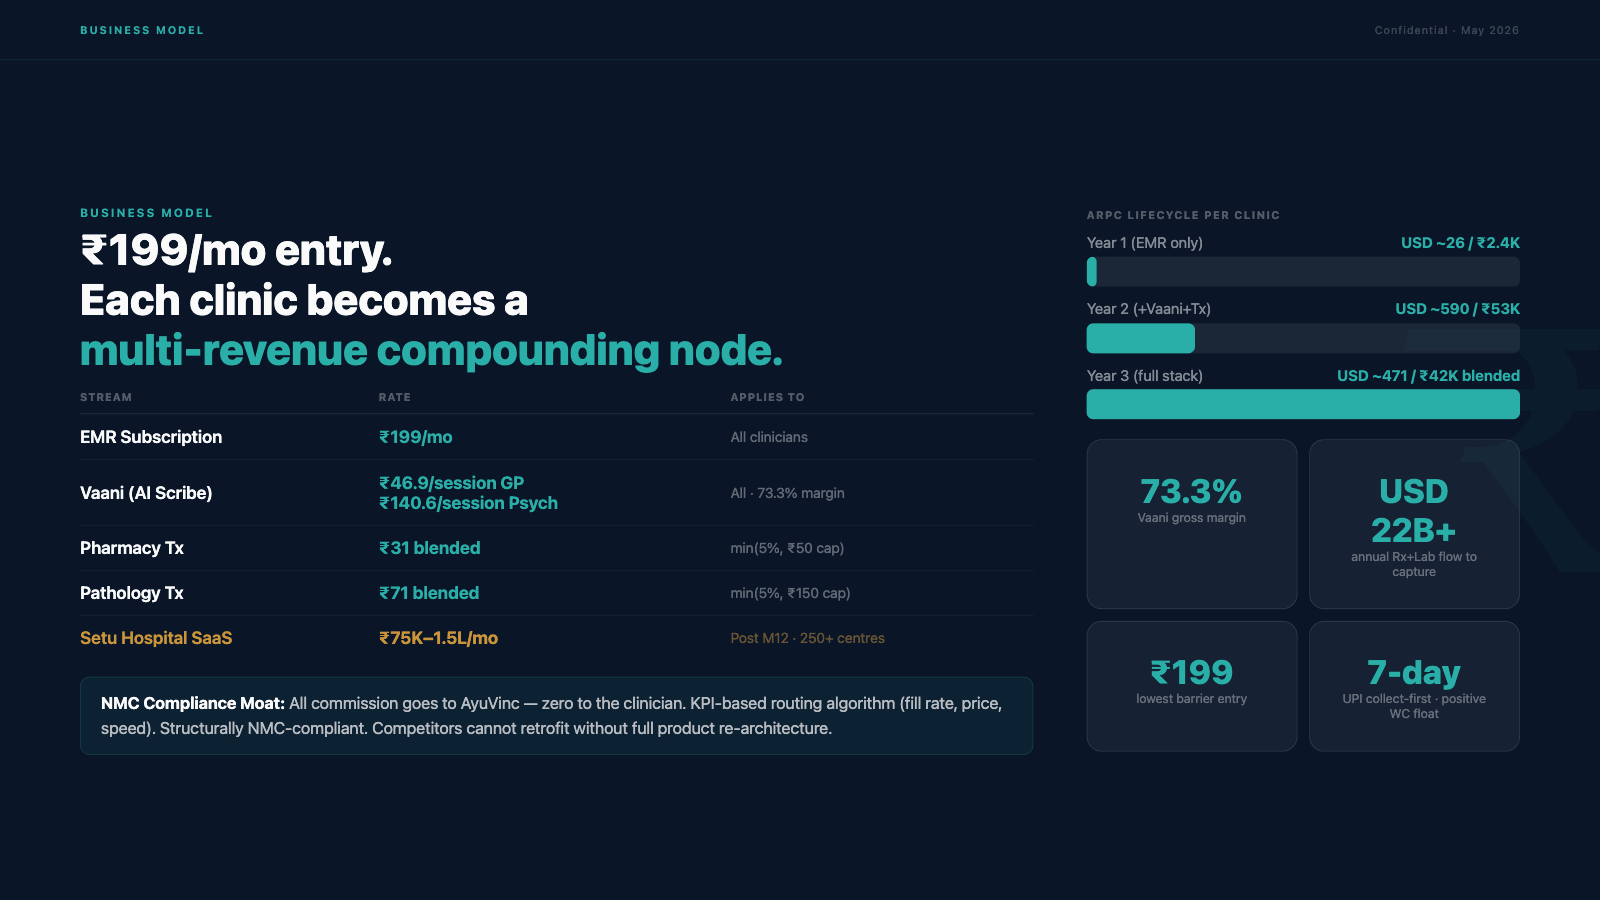 BUSINESS MODEL
Confidential · May 2026
BUSINESS MODEL
₹199/mo entry.
Each clinic becomes a
multi-revenue compounding node.
STREAM RATE APPLIES TO
EMR Subscription ₹199/mo All clinicians
Vaani (AI Scribe) ₹46.9/session GP
₹140.6/session Psych All · 73.3% margin
Pharmacy Tx ₹31 blended min(5%, ₹50 cap)
Pathology Tx ₹71 blended min(5%, ₹150 cap)
Setu Hospital SaaS ₹75K–1.5L/mo Post M12 · 250+ centres
NMC Compliance Moat: All commission goes to AyuVinc — zero to the clinician. KPI-based routing algorithm (fill rate, price,
speed). Structurally NMC-compliant. Competitors cannot retrofit without full product re-architecture.
ARPC LIFECYCLE PER CLINIC
Year 1 (EMR only) USD ~26 / ₹2.4K
Year 2 (+Vaani+Tx) USD ~590 / ₹53K
Year 3 (full stack) USD ~471 / ₹42K blended
73.3%
Vaani gross margin
USD
22B+
annual Rx+Lab flow to
capture
₹199
lowest barrier entry
7-day
UPI collect-first · positive
WC float
₹